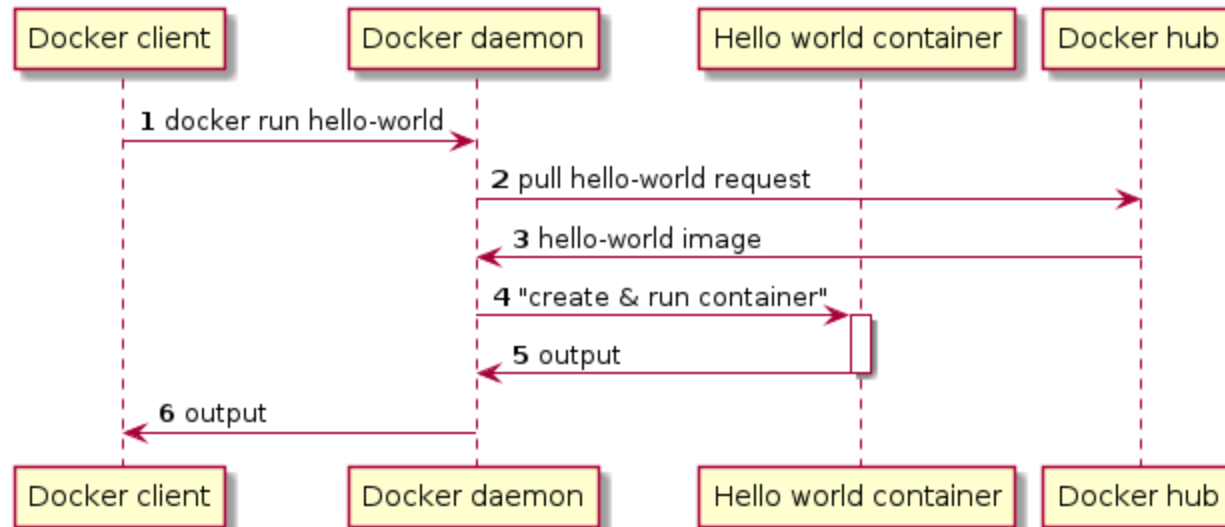 Docker client Docker daemon Hello world container Docker hub
1 docker run hello-world
2 pull hello-world request
3 hello-world image
4 "create & run container"
5 output
6 output
Docker client Docker daemon Hello world container Docker hub